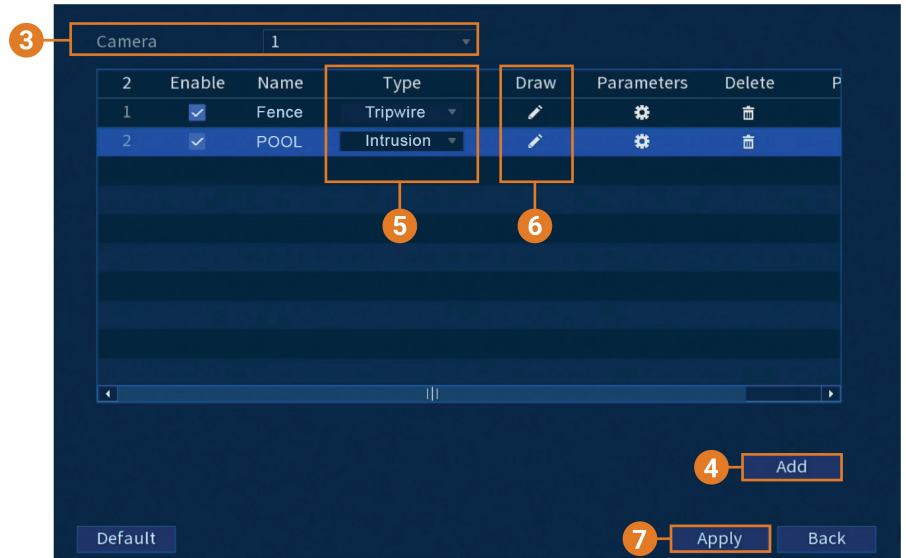 3 Camera 1
2 Enable Name Type Draw Parameters Delete P
1 Fence Tripwire
2 POOL Intrusion
5 6
4 Add
Default 7 Apply Back